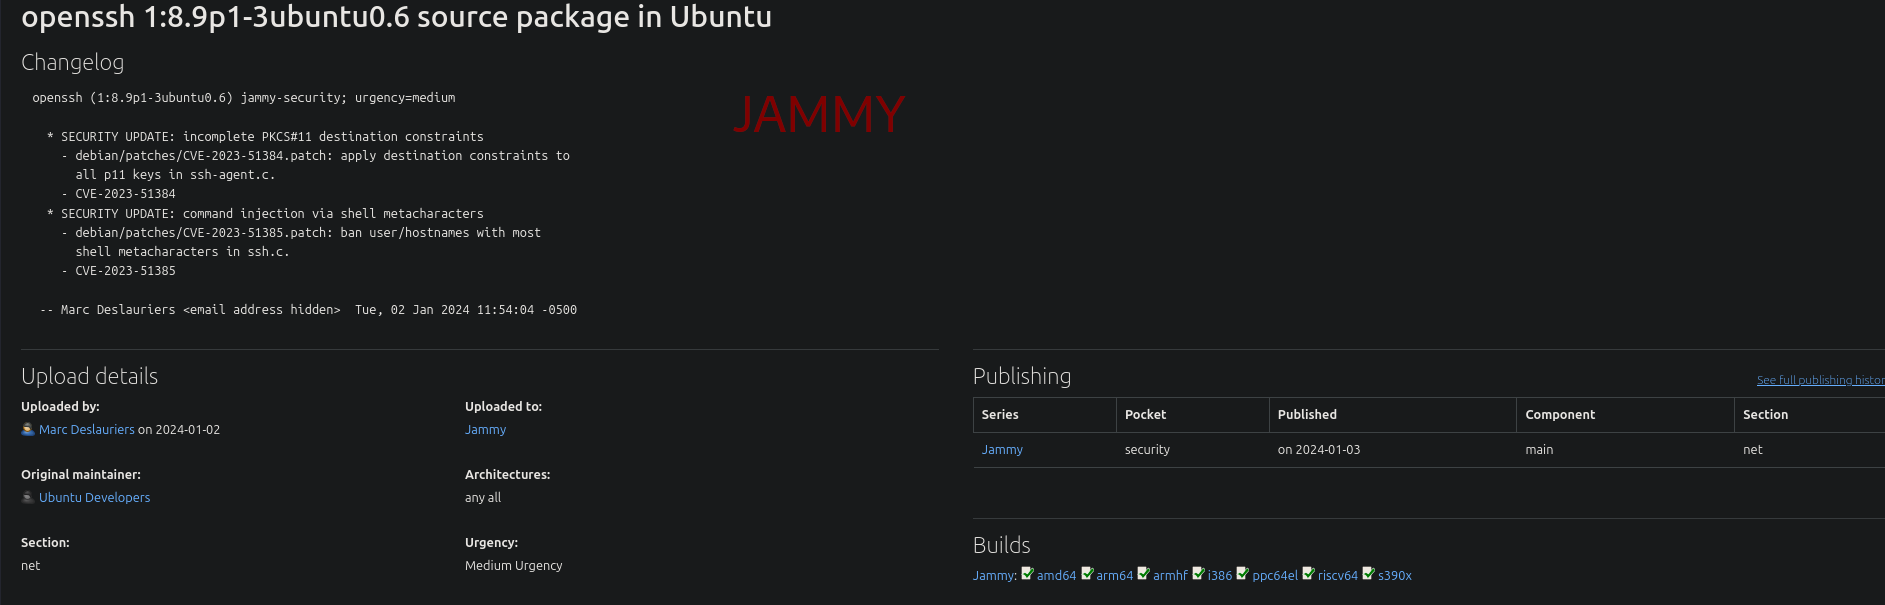 openssh 1:8.9p1-3ubuntu0.6 source package in Ubuntu
Changelog
openssh (1:8.9p1-3ubuntu0.6) jammy-security; urgency=medium
JAMMY
* SECURITY UPDATE: incomplete PKCS#11 destination constraints
- debian/patches/CVE-2023-51384.patch: apply destination constraints to
all p11 keys in ssh-agent.c.
- CVE-2023-51384
* SECURITY UPDATE: command injection via shell metacharacters
- debian/patches/CVE-2023-51385.patch: ban user/hostnames with most
shell metacharacters in ssh.c.
- CVE-2023-51385
-- Marc Deslauriers <email address hidden>  Tue, 02 Jan 2024 11:54:04 -0500
Upload details
Uploaded by:
Marc Deslauriers on 2024-01-02
Uploaded to:
Jammy
Original maintainer:
Ubuntu Developers
Architectures:
any all
Section:
net
Urgency:
Medium Urgency
Publishing
See full publishing histor
Series Pocket Published Component Section
Jammy security on 2024-01-03 main net
Builds
Jammy: amd64 arm64 armhf i386 ppc64el riscv64 s390x